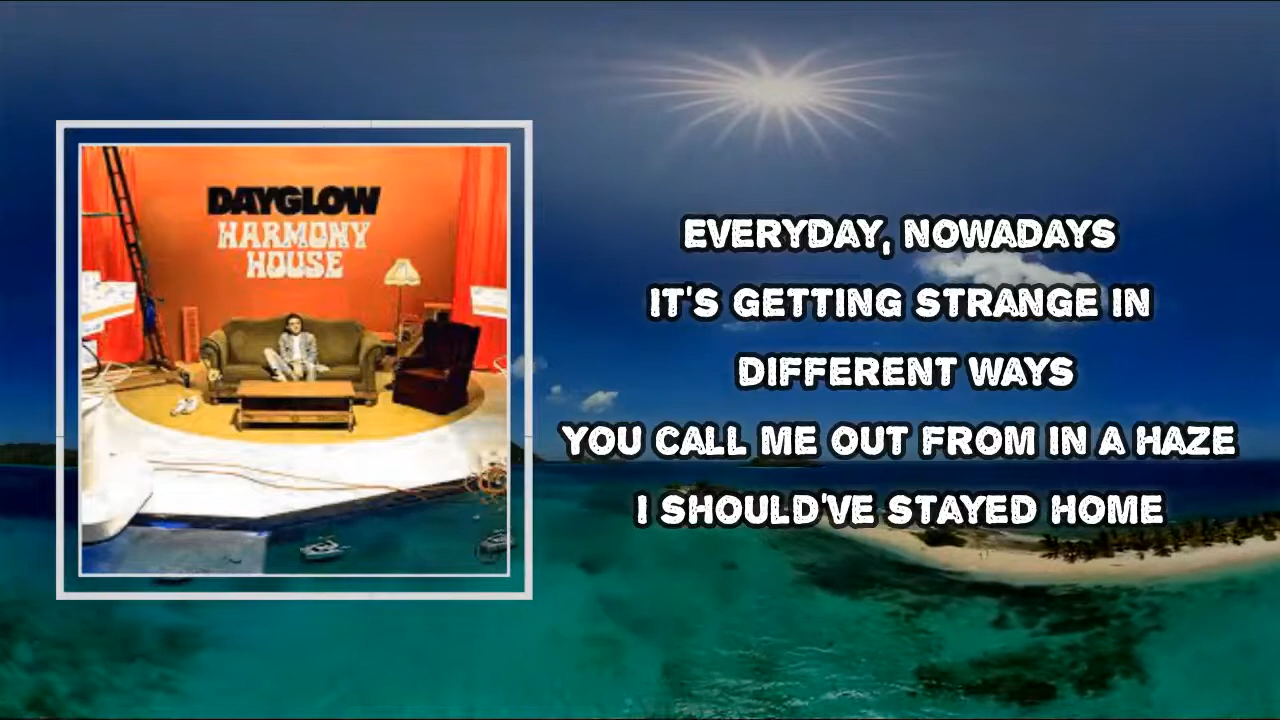 DAYGLOW
HARMONY
HOUSE
EVERYDAY, NOWADAYS
IT'S GETTING STRANGE IN
DIFFERENT WAYS
YOU CALL ME OUT FROM IN A HAZE
I SHOULD'VE STAYED HOME